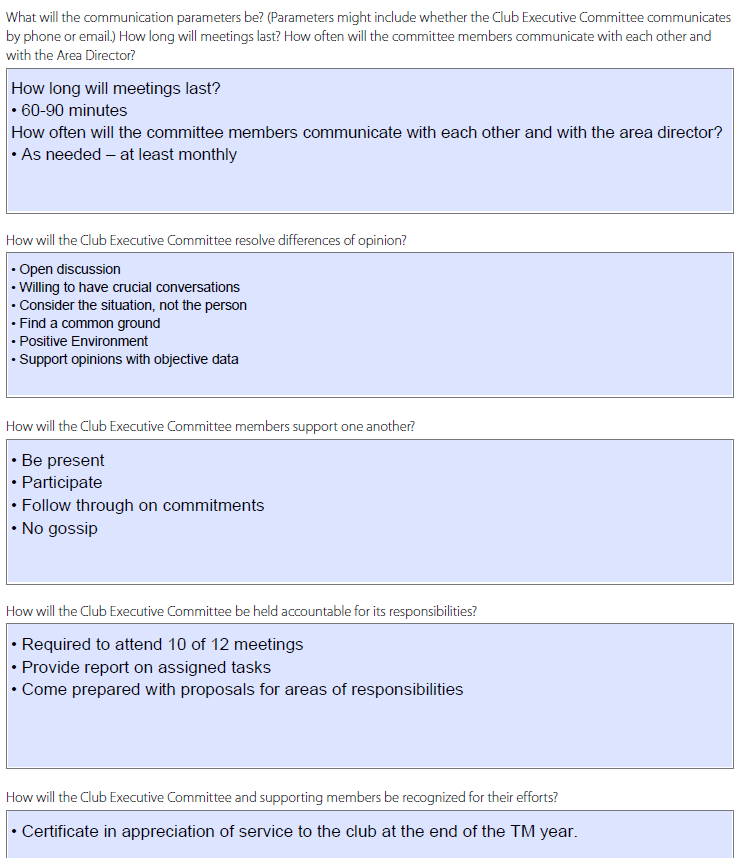 What will the communication parameters be? (Parameters might include whether the Club Executive Committee communicates
by phone or email.) How long will meetings last? How often will the committee members communicate with each other and
with the Area Director?
How long will meetings last?
• 60-90 minutes
How often will the committee members communicate with each other and with the area director?
• As needed – at least monthly
How will the Club Executive Committee resolve differences of opinion?
• Open discussion
• Willing to have crucial conversations
• Consider the situation, not the person
• Find a common ground
• Positive Environment
• Support opinions with objective data
How will the Club Executive Committee members support one another?
• Be present
• Participate
• Follow through on commitments
• No gossip
How will the Club Executive Committee be held accountable for its responsibilities?
• Required to attend 10 of 12 meetings
• Provide report on assigned tasks
• Come prepared with proposals for areas of responsibilities
How will the Club Executive Committee and supporting members be recognized for their efforts?
• Certificate in appreciation of service to the club at the end of the TM year.